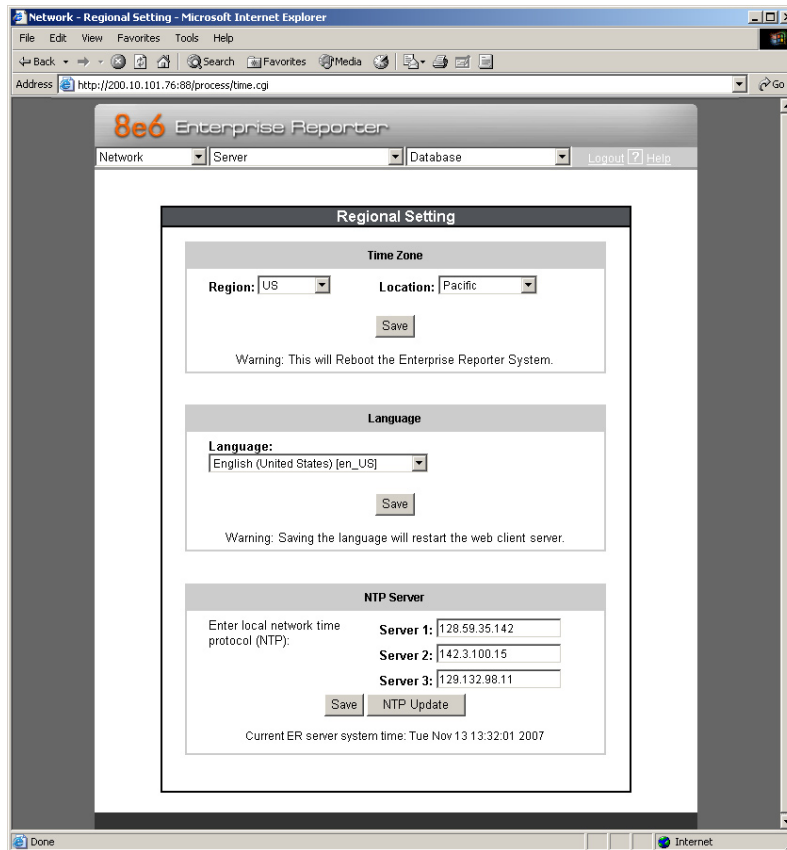 Network - Regional Setting - Microsoft Internet Explorer
File Edit View Favorites Tools Help
Back Search Favorites Media
Address http://200.10.101.76:88/process/time.cgi Go
8e6 Enterprise Reporter
Network Server Database Logout ? Help
Regional Setting
Time Zone
Region: US Location: Pacific
Save
Warning: This will Reboot the Enterprise Reporter System.
Language
Language:
English (United States) [en_US]
Save
Warning: Saving the language will restart the web client server.
NTP Server
Enter local network time
protocol (NTP):
Server 1: 128.59.35.142
Server 2: 142.3.100.15
Server 3: 129.132.98.11
Save NTP Update
Current ER server system time: Tue Nov 13 13:32:01 2007
Done Internet